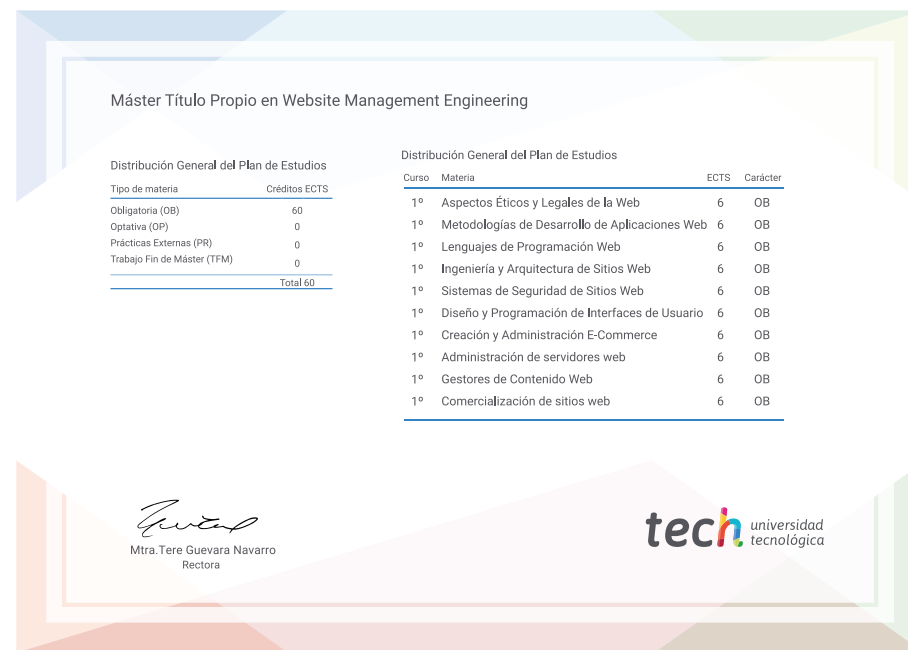 Máster Título Propio en Website Management Engineering
Distribución General del Plan de Estudios
Tipo de materia Créditos ECTS
Obligatoria (OB) 60
Optativa (OP) 0
Prácticas Externas (PR) 0
Trabajo Fin de Máster (TFM) 0
Total 60
Distribución General del Plan de Estudios
Curso Materia ECTS Carácter
1º Aspectos Éticos y Legales de la Web 6 OB
1º Metodologías de Desarrollo de Aplicaciones Web 6 OB
1º Lenguajes de Programación Web 6 OB
1º Ingeniería y Arquitectura de Sitios Web 6 OB
1º Sistemas de Seguridad de Sitios Web 6 OB
1º Diseño y Programación de Interfaces de Usuario 6 OB
1º Creación y Administración E-Commerce 6 OB
1º Administración de servidores web 6 OB
1º Gestores de Contenido Web 6 OB
1º Comercialización de sitios web 6 OB
Mtra.Tere Guevara Navarro
Rectora
tech universidad
tecnológica